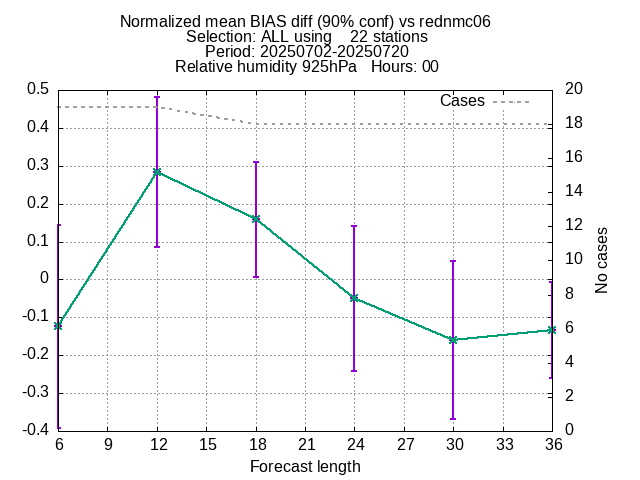 Normalized mean BIAS diff (90% conf) vs rednmc06
Selection: ALL using    22 stations
Period: 20250702-20250720
Relative humidity 925hPa   Hours: 00
Cases
0.5
0.4
0.3
0.2
0.1
0
-0.1
-0.2
-0.3
-0.4
20
18
16
14
12
10
8
6
4
2
0
No cases
6 9 12 15 18 21 24 27 30 33 36
Forecast length